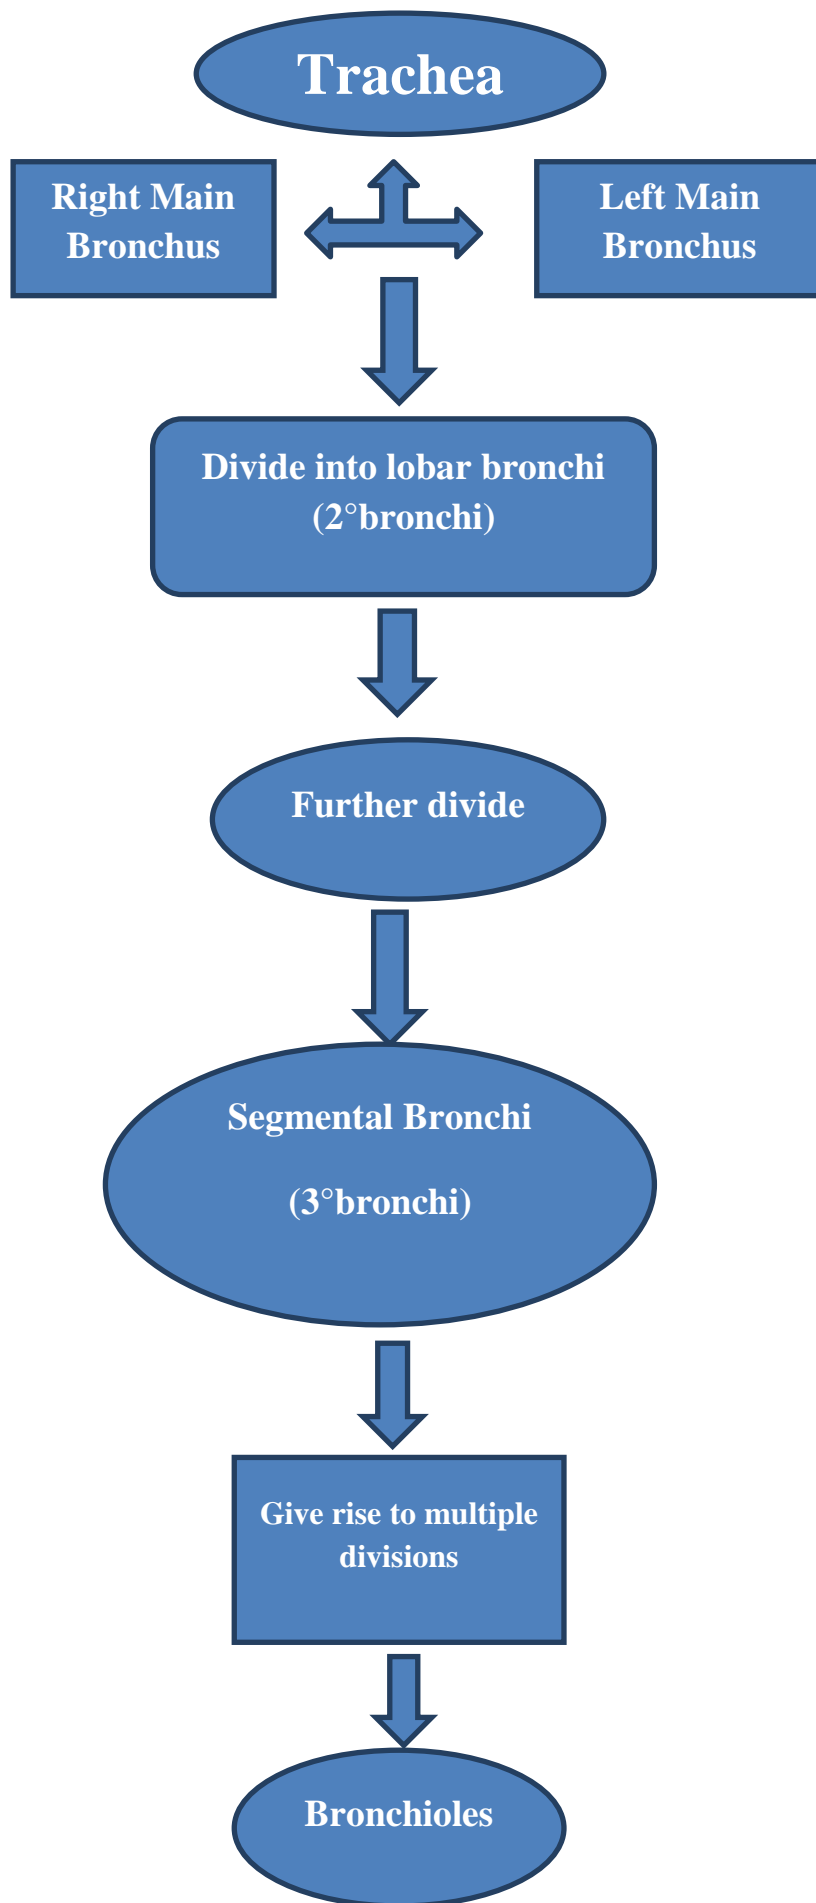 Trachea
Right Main
Bronchus
Left Main
Bronchus
Divide into lobar bronchi
(2°bronchi)
Further divide
Segmental Bronchi
(3°bronchi)
Give rise to multiple
divisions
Bronchioles